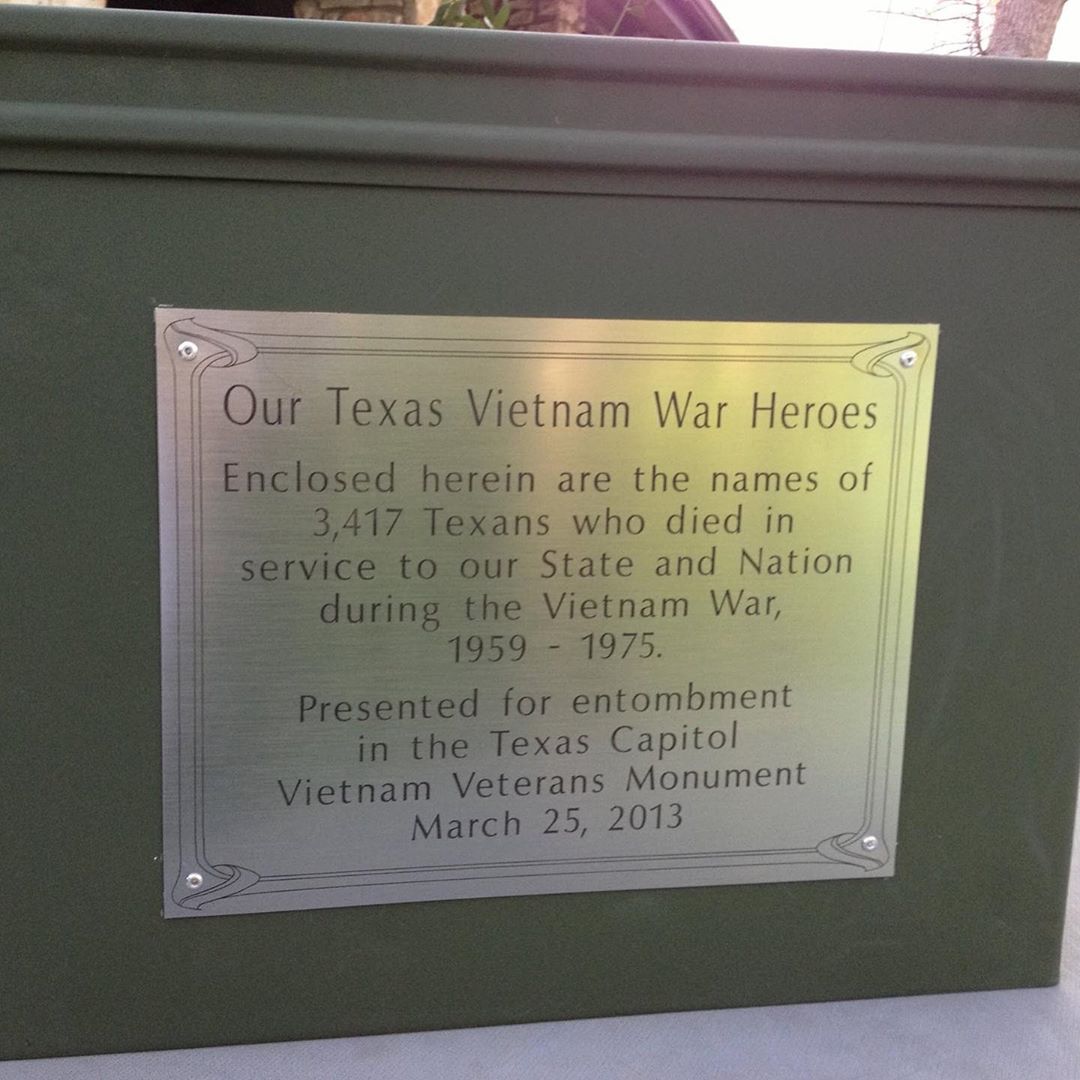 Our Texas Vietnam War Heroes
Enclosed herein are the names of
3,417 Texans who died in
service to our State and Nation
during the Vietnam War,
1959 - 1975.
Presented for entombment
in the Texas Capitol
Vietnam Veterans Monument
March 25, 2013